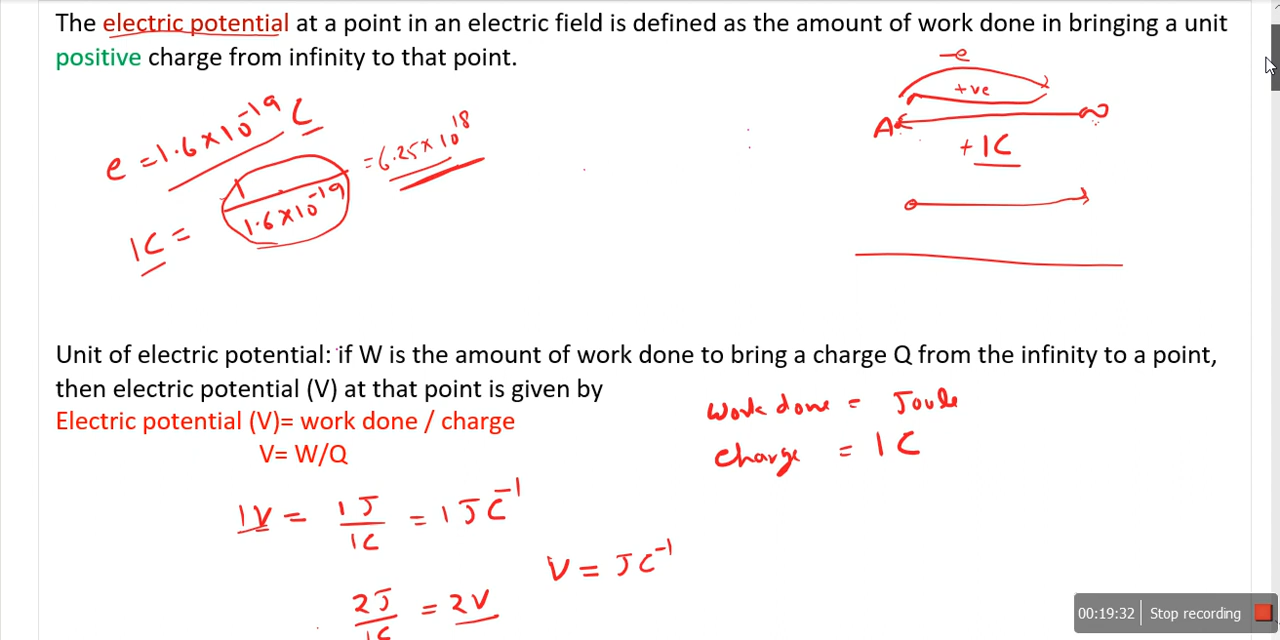 The electric potential at a point in an electric field is defined as the amount of work done in bringing a unit
positive charge from infinity to that point.
-e
+ve
A ∞
+1C
e = 1.6×10⁻¹⁹ C
1C = 1/1.6×10⁻¹⁹ = 6.25×10¹⁸
Unit of electric potential: if W is the amount of work done to bring a charge Q from the infinity to a point,
then electric potential (V) at that point is given by
Electric potential (V)= work done / charge
V= W/Q
Work done = Joule
Charge = 1C
1V = 1J/1C = 1JC⁻¹
V = JC⁻¹
2J/1C = 2V
00:19:32 Stop recording